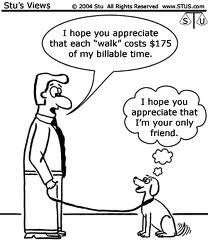 Stu's Views © 2004 Stu All Rights Reserved www.STUS.com
S U
I hope you appreciate
that each "walk" costs $175
of my billable time.
I hope you
appreciate that
I'm your only
friend.